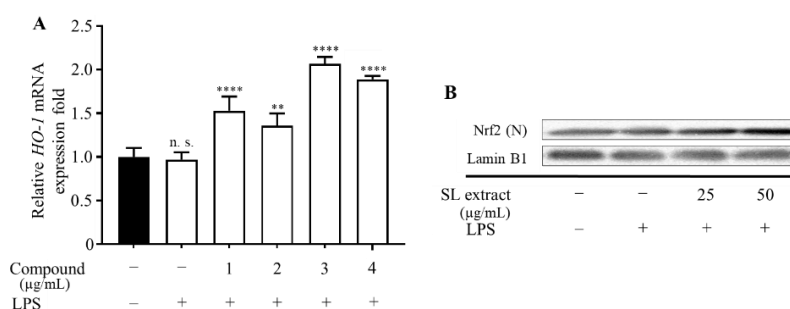 A
Relative HO-1 mRNA
expression fold
2.5
2.0
1.5
1.0
0.5
0
n. s.
****
**
****
****
Compound – – 1 2 3 4
(µg/mL)
LPS – + + + + +
B
Nrf2 (N)
Lamin B1
SL extract – – 25 50
(µg/mL)
LPS – + + +